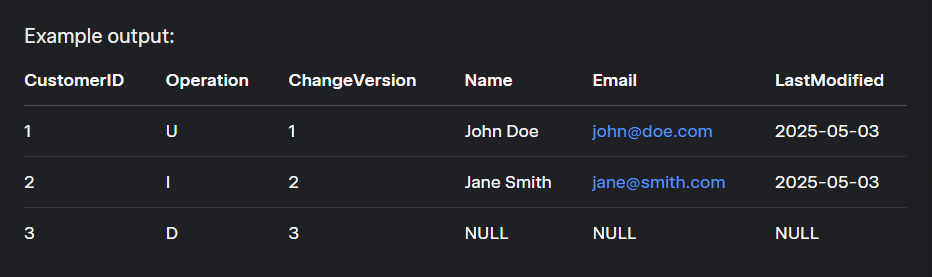 Example output:
CustomerID Operation ChangeVersion Name Email LastModified
1 U 1 John Doe john@doe.com 2025-05-03
2 I 2 Jane Smith jane@smith.com 2025-05-03
3 D 3 NULL NULL NULL